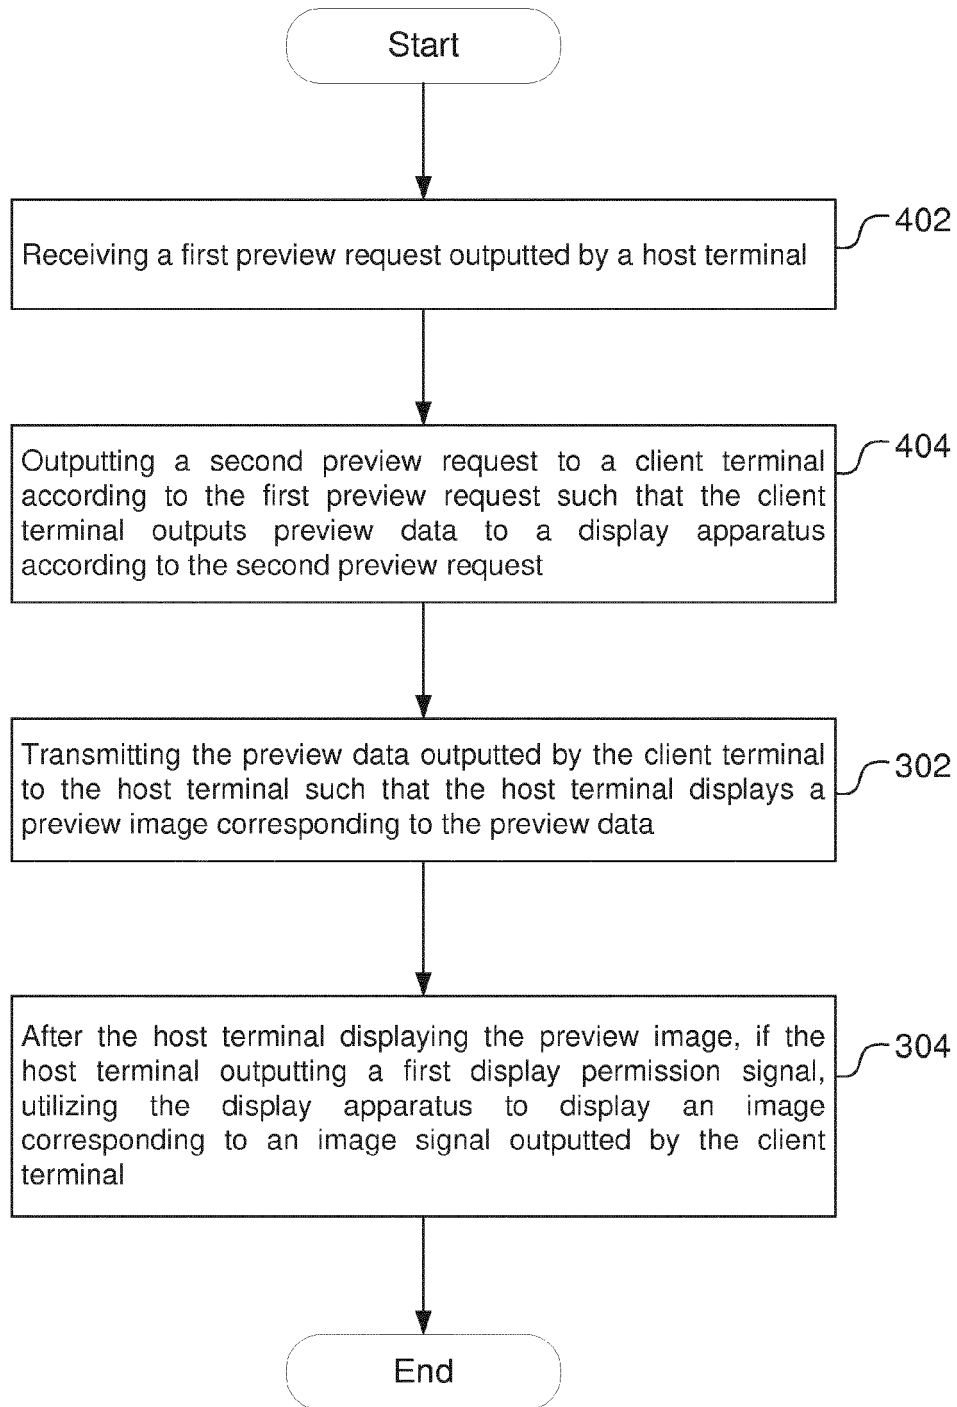 Start
402
Receiving a first preview request outputted by a host terminal
404
Outputting a second preview request to a client terminal
according to the first preview request such that the client
terminal outputs preview data to a display apparatus
according to the second preview request
302
Transmitting the preview data outputted by the client terminal
to the host terminal such that the host terminal displays a
preview image corresponding to the preview data
304
After the host terminal displaying the preview image, if the
host terminal outputting a first display permission signal,
utilizing the display apparatus to display an image
corresponding to an image signal outputted by the client
terminal
End